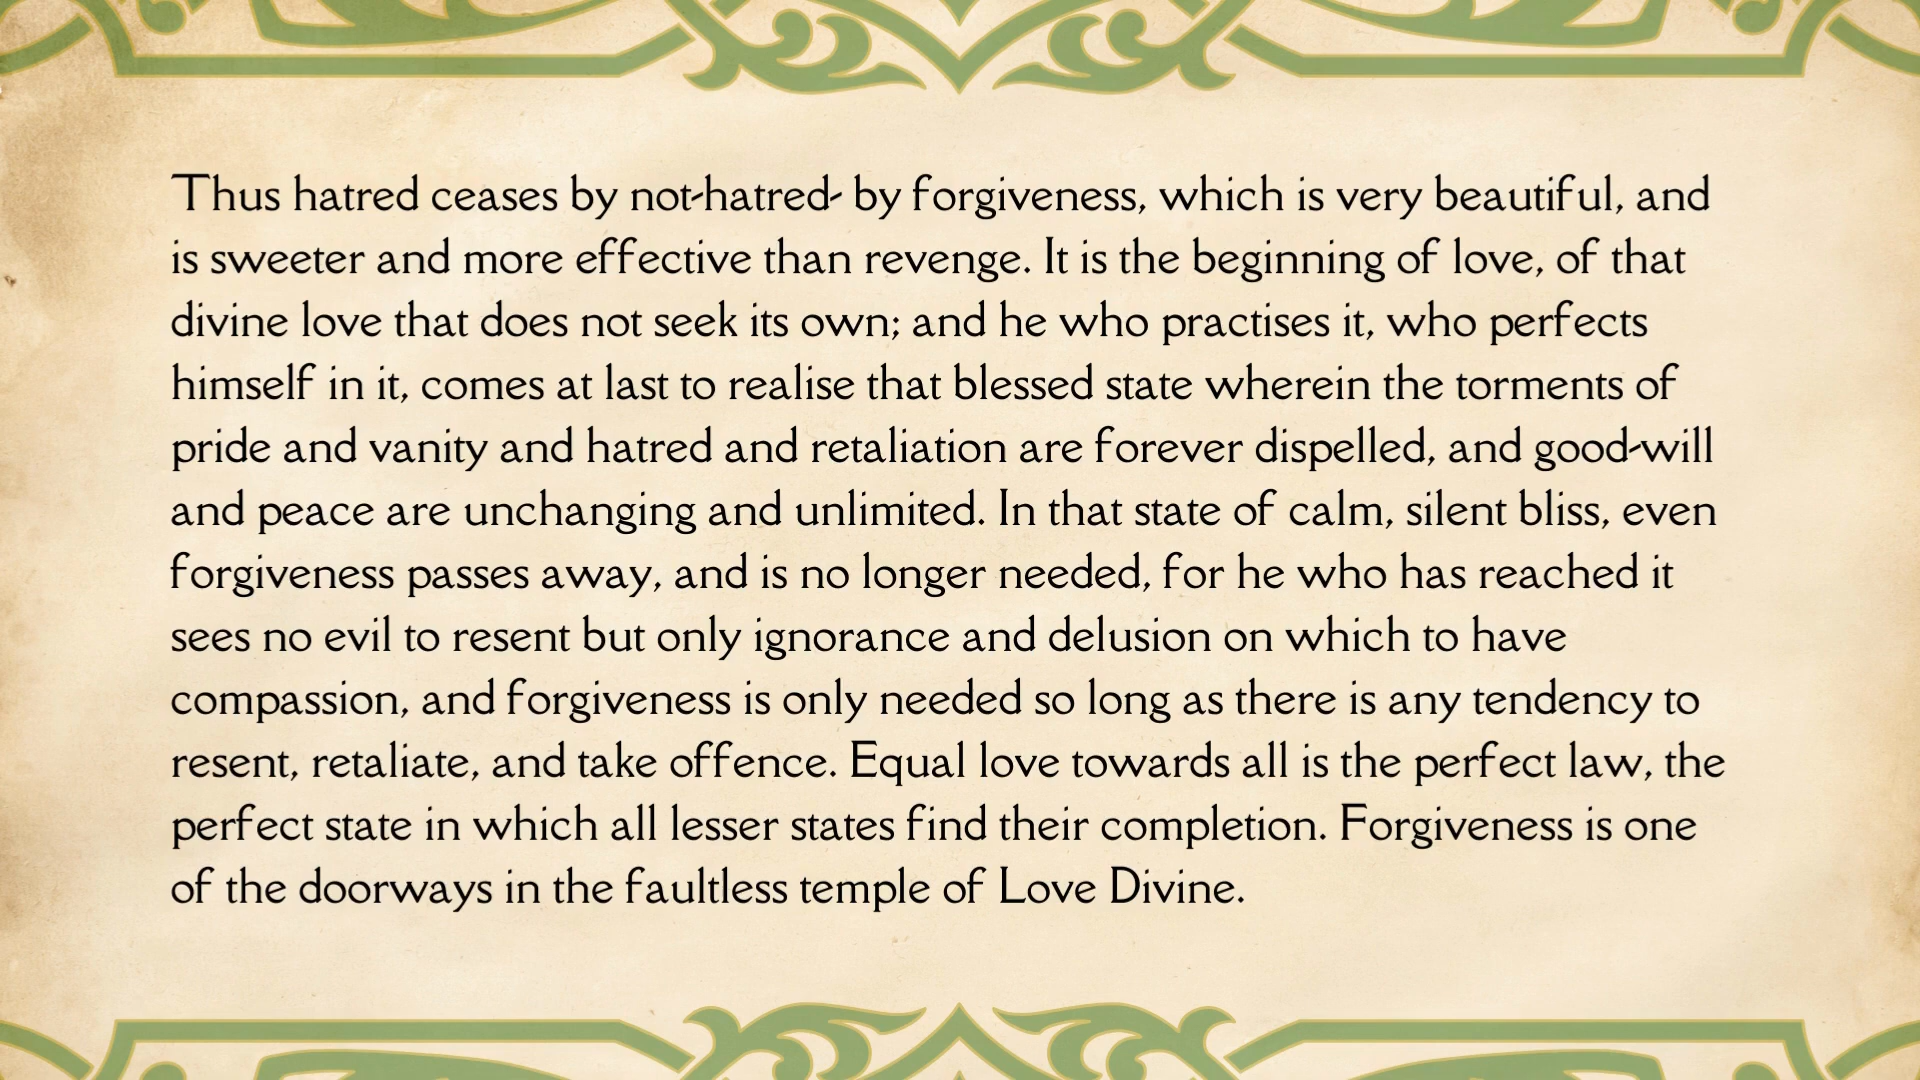 Thus hatred ceases by not-hatred- by forgiveness, which is very beautiful, and
is sweeter and more effective than revenge. It is the beginning of love, of that
divine love that does not seek its own; and he who practises it, who perfects
himself in it, comes at last to realise that blessed state wherein the torments of
pride and vanity and hatred and retaliation are forever dispelled, and good-will
and peace are unchanging and unlimited. In that state of calm, silent bliss, even
forgiveness passes away, and is no longer needed, for he who has reached it
sees no evil to resent but only ignorance and delusion on which to have
compassion, and forgiveness is only needed so long as there is any tendency to
resent, retaliate, and take offence. Equal love towards all is the perfect law, the
perfect state in which all lesser states find their completion. Forgiveness is one
of the doorways in the faultless temple of Love Divine.